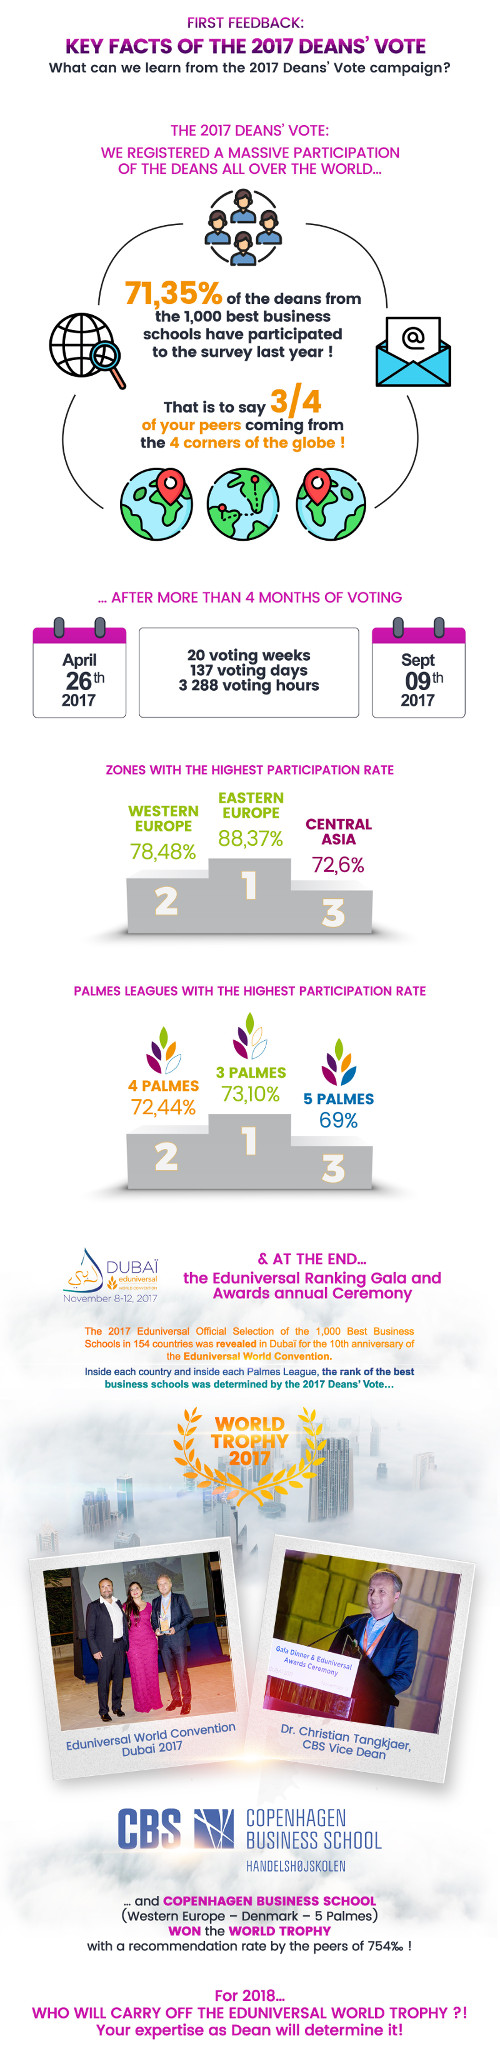 FIRST FEEDBACK:
KEY FACTS OF THE 2017 DEANS' VOTE
What can we learn from the 2017 Deans' Vote campaign?
THE 2017 DEANS' VOTE:
WE REGISTERED A MASSIVE PARTICIPATION
OF THE DEANS ALL OVER THE WORLD...
71,35% of the deans from
the 1,000 best business
schools have participated
to the survey last year !
@
That is to say 3/4
of your peers coming from
the 4 corners of the globe !
... AFTER MORE THAN 4 MONTHS OF VOTING
April
26th
2017
20 voting weeks
137 voting days
3 288 voting hours
Sept
09th
2017
ZONES WITH THE HIGHEST PARTICIPATION RATE
WESTERN
EUROPE
78,48%
2
EASTERN
EUROPE
88,37%
1
CENTRAL
ASIA
72,6%
3
PALMES LEAGUES WITH THE HIGHEST PARTICIPATION RATE
4 PALMES
72,44%
2
3 PALMES
73,10%
1
5 PALMES
69%
3
DUBAÏ
eduniversal
WORLD CONVENTION
November 8-12, 2017
& AT THE END...
the Eduniversal Ranking Gala and
Awards annual Ceremony
The 2017 Eduniversal Official Selection of the 1,000 Best Business
Schools in 154 countries was revealed in Dubaï for the 10th anniversary of
the Eduniversal World Convention.
Inside each country and inside each Palmes League, the rank of the best
business schools was determined by the 2017 Deans' Vote...
WORLD
TROPHY
2017
Eduniversal World Convention
Dubai 2017
Gala Dinner & Eduniversal
Awards Ceremony
Dr. Christian Tangkjaer,
CBS Vice Dean
CBS COPENHAGEN
BUSINESS SCHOOL
HANDELSHØJSKOLEN
... and COPENHAGEN BUSINESS SCHOOL
(Western Europe – Denmark – 5 Palmes)
WON the WORLD TROPHY
with a recommendation rate by the peers of 754‰ !
For 2018...
WHO WILL CARRY OFF THE EDUNIVERSAL WORLD TROPHY ?!
Your expertise as Dean will determine it!